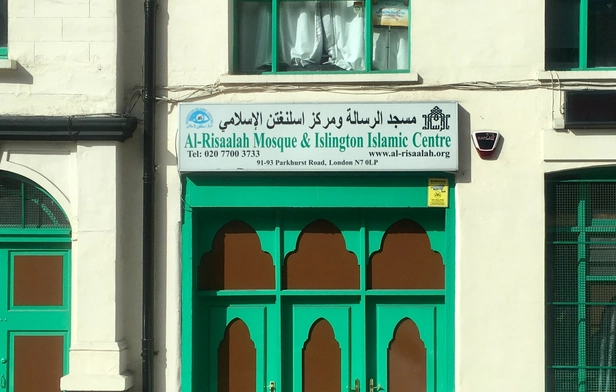 مسجد الرسالة ومركز اسلنغتن الإسلامي
Al-Risaalah Mosque & Islington Islamic Centre
Tel: 020 7700 3733 www.al-risaalah.org
91-93 Parkhurst Road, London N7 0LP